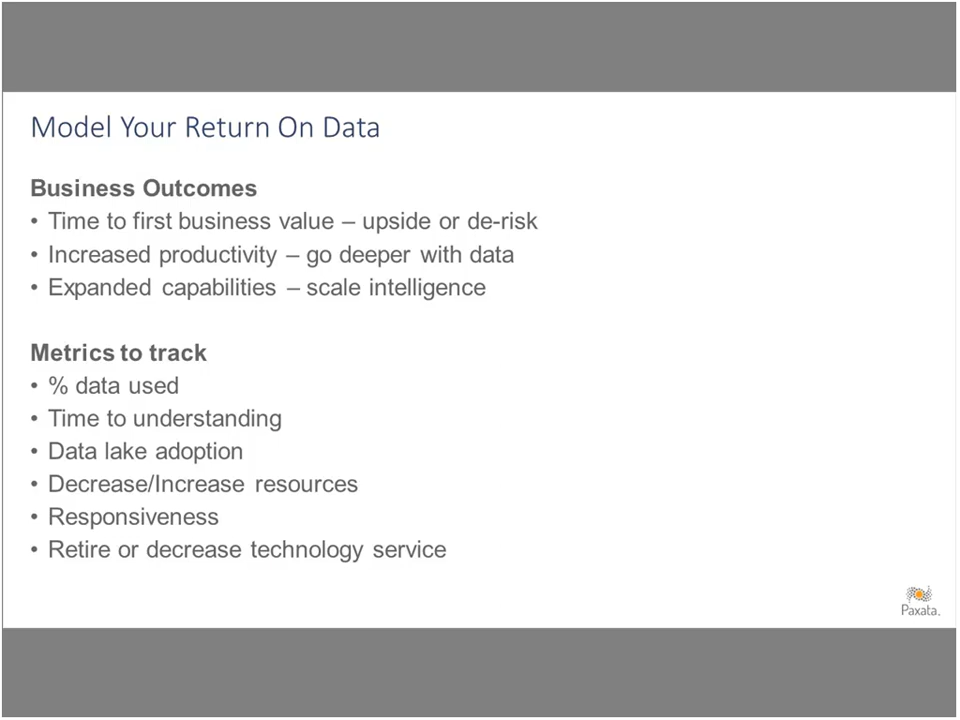 Model Your Return On Data
Business Outcomes
• Time to first business value – upside or de-risk
• Increased productivity – go deeper with data
• Expanded capabilities – scale intelligence
Metrics to track
• % data used
• Time to understanding
• Data lake adoption
• Decrease/Increase resources
• Responsiveness
• Retire or decrease technology service
Paxata.